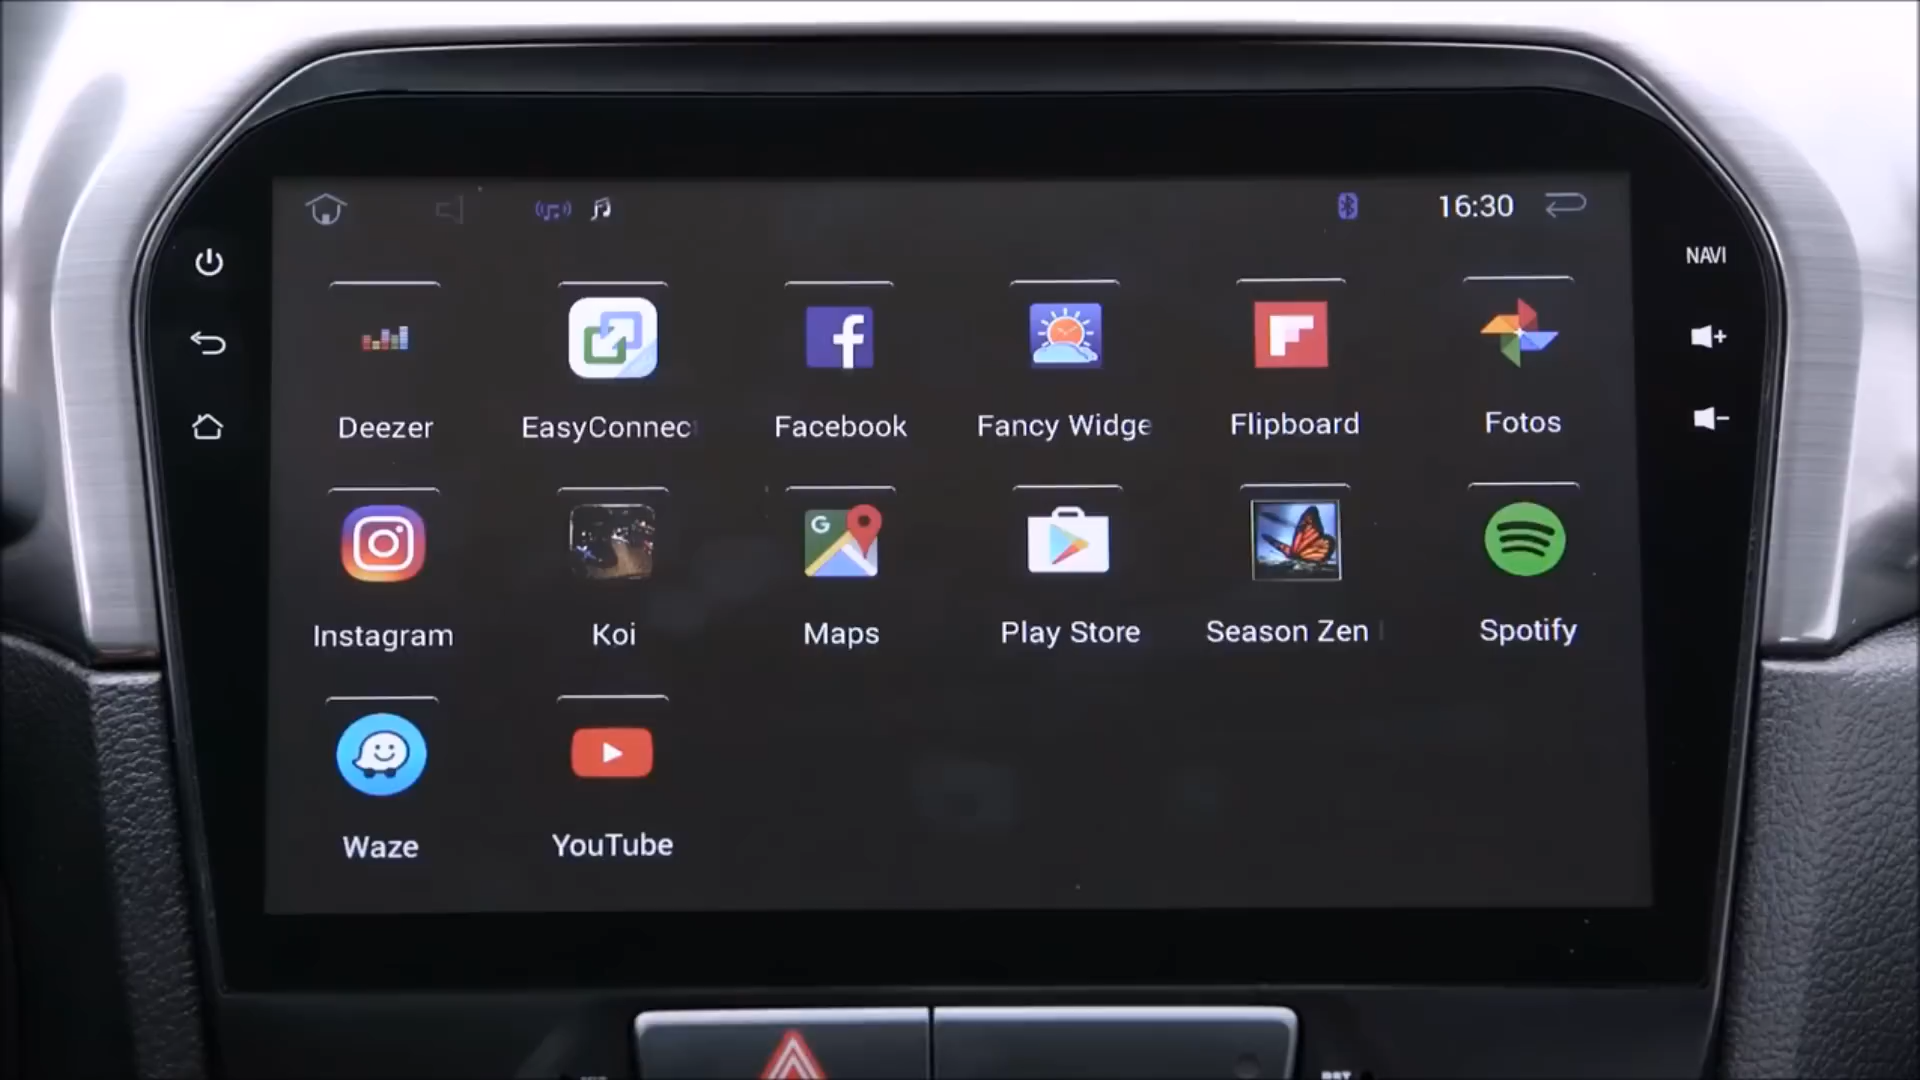 16:30
NAVI
Deezer
EasyConnec
Facebook
Fancy Widge
Flipboard
Fotos
G
Instagram
Koi
Maps
Play Store
Season Zen
Spotify
Waze
YouTube